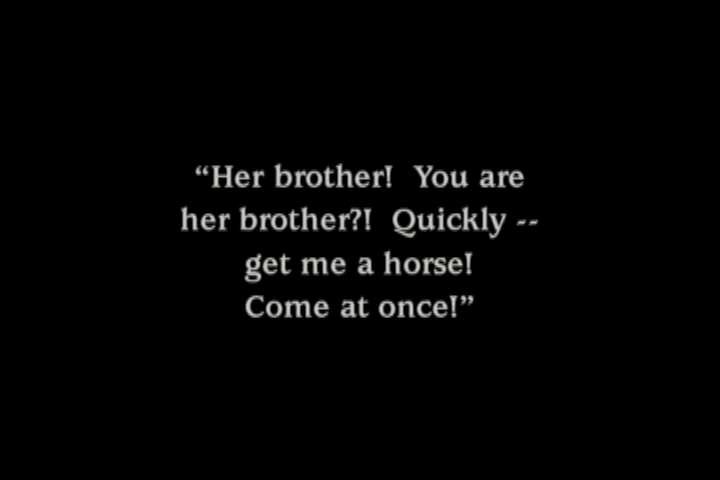 “Her brother!  You are
her brother?!  Quickly --
get me a horse!
Come at once!”